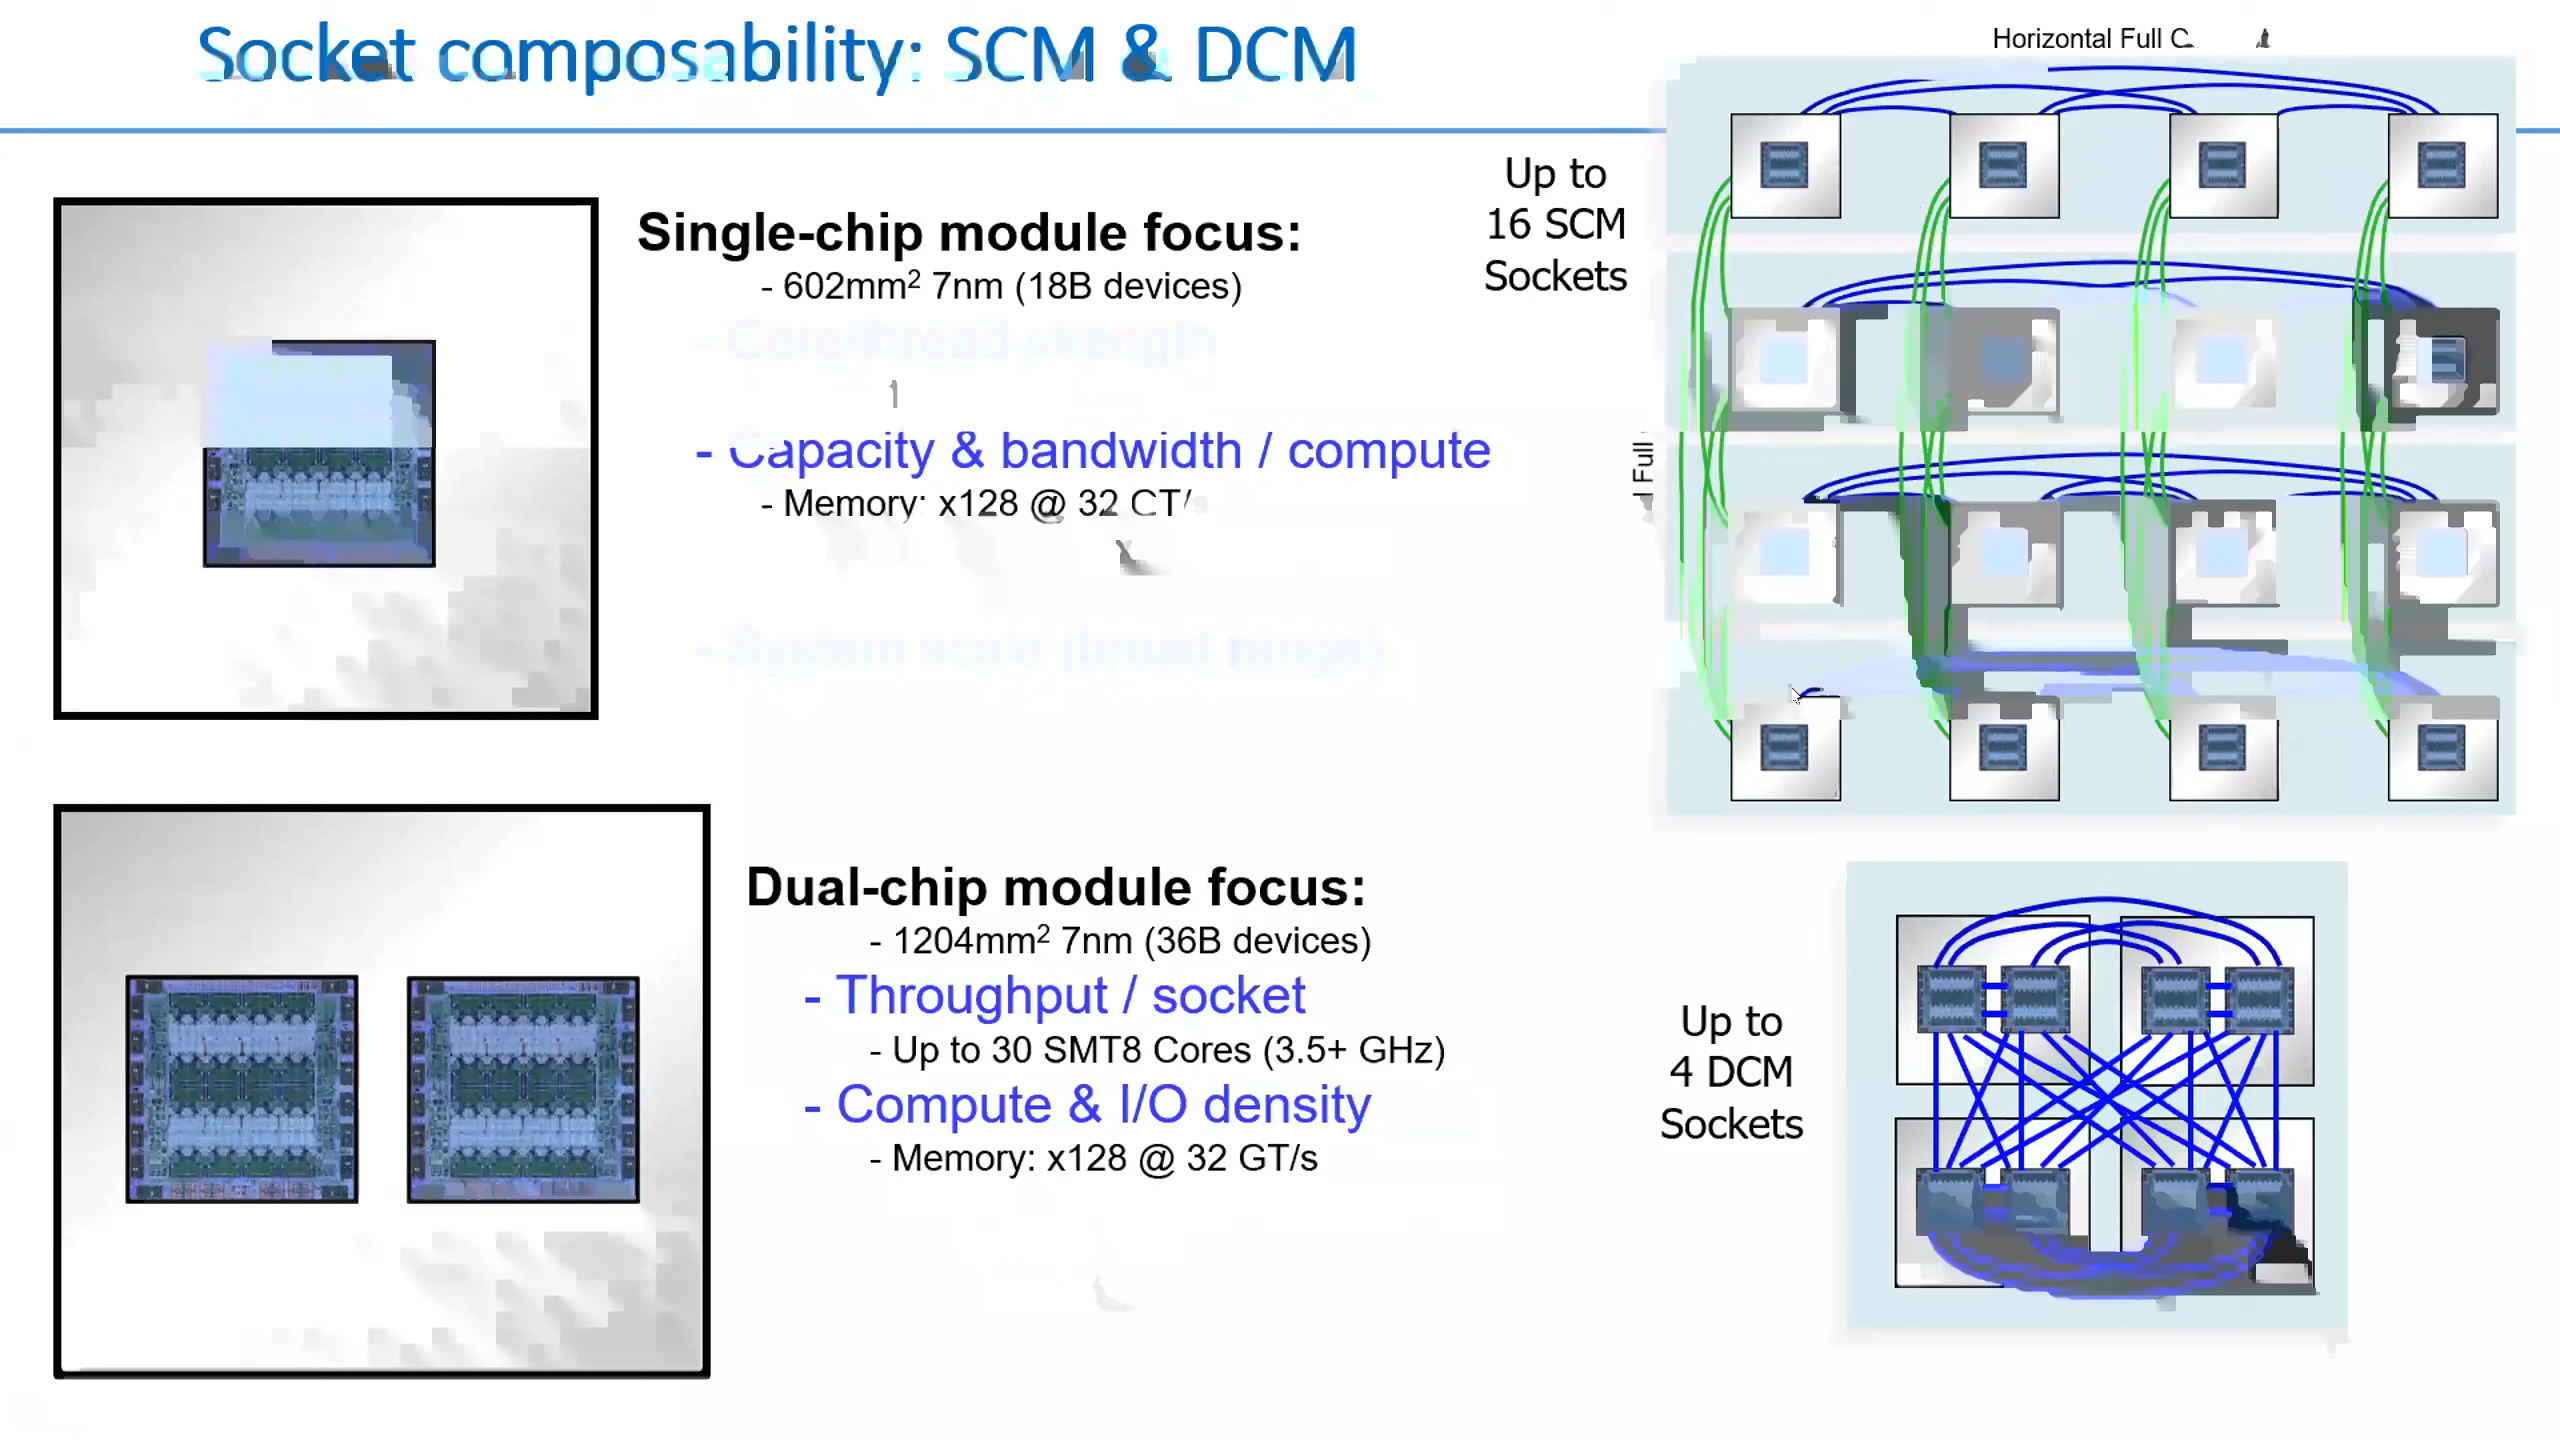 Socket composability: SCM & DCM
Single-chip module focus:
- 602mm² 7nm (18B devices)
- Core/thread strength
- Capacity & bandwidth / compute
- Memory: x128 @ 32
- System scale (broad range)
Dual-chip module focus:
- 1204mm² 7nm (36B devices)
- Throughput / socket
- Up to 30 SMT8 Cores (3.5+ GHz)
- Compute & I/O density
- Memory: x128 @ 32 GT/s
Horizontal Full
Up to
16 SCM
Sockets
Full
Up to
4 DCM
Sockets